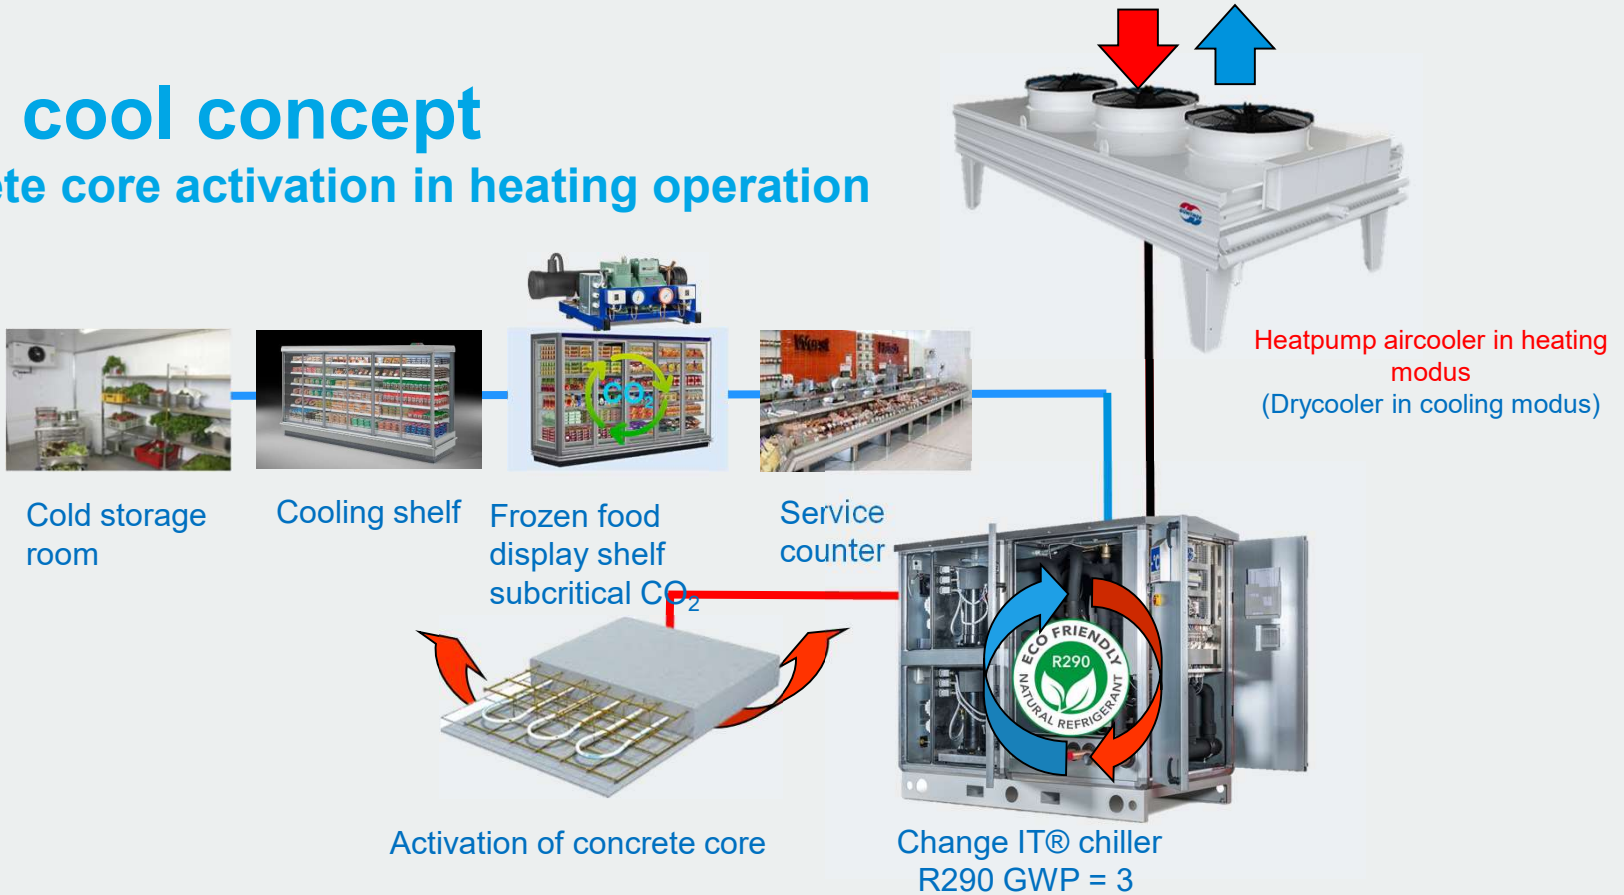 cool concept
ete core activation in heating operation
Wurst
CO₂
Heatpump aircooler in heating
modus
(Drycooler in cooling modus)
Cold storage
room
Cooling shelf
Frozen food
display shelf
subcritical CO₂
Service
counter
ECO FRIENDLY
R290
NATURAL REFRIGERANT
Activation of concrete core
Change IT® chiller
R290 GWP = 3